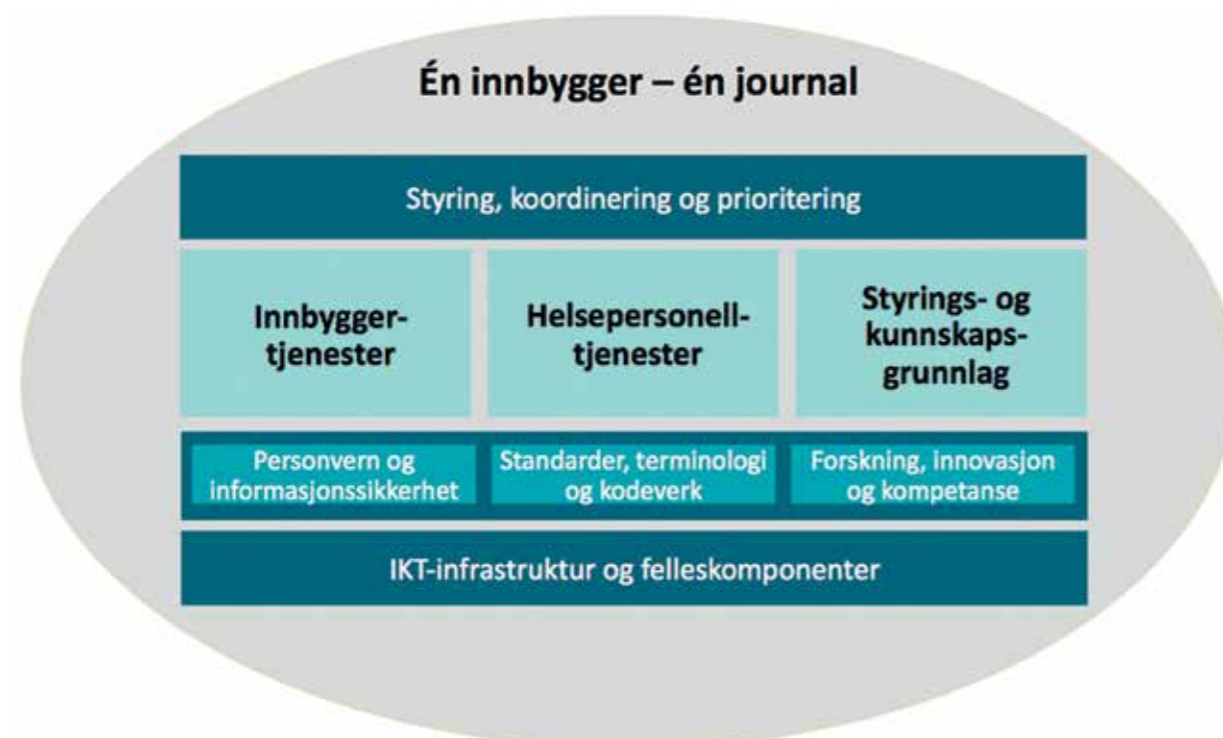 Én innbygger – én journal
Styring, koordinering og prioritering
Innbygger-
tjenester
Helsepersonell-
tjenester
Styrings- og
kunnskaps-
grunnlag
Personvern og
informasjonssikkerhet
Standarder, terminologi
og kodeverk
Forskning, innovasjon
og kompetanse
IKT-infrastruktur og felleskomponenter